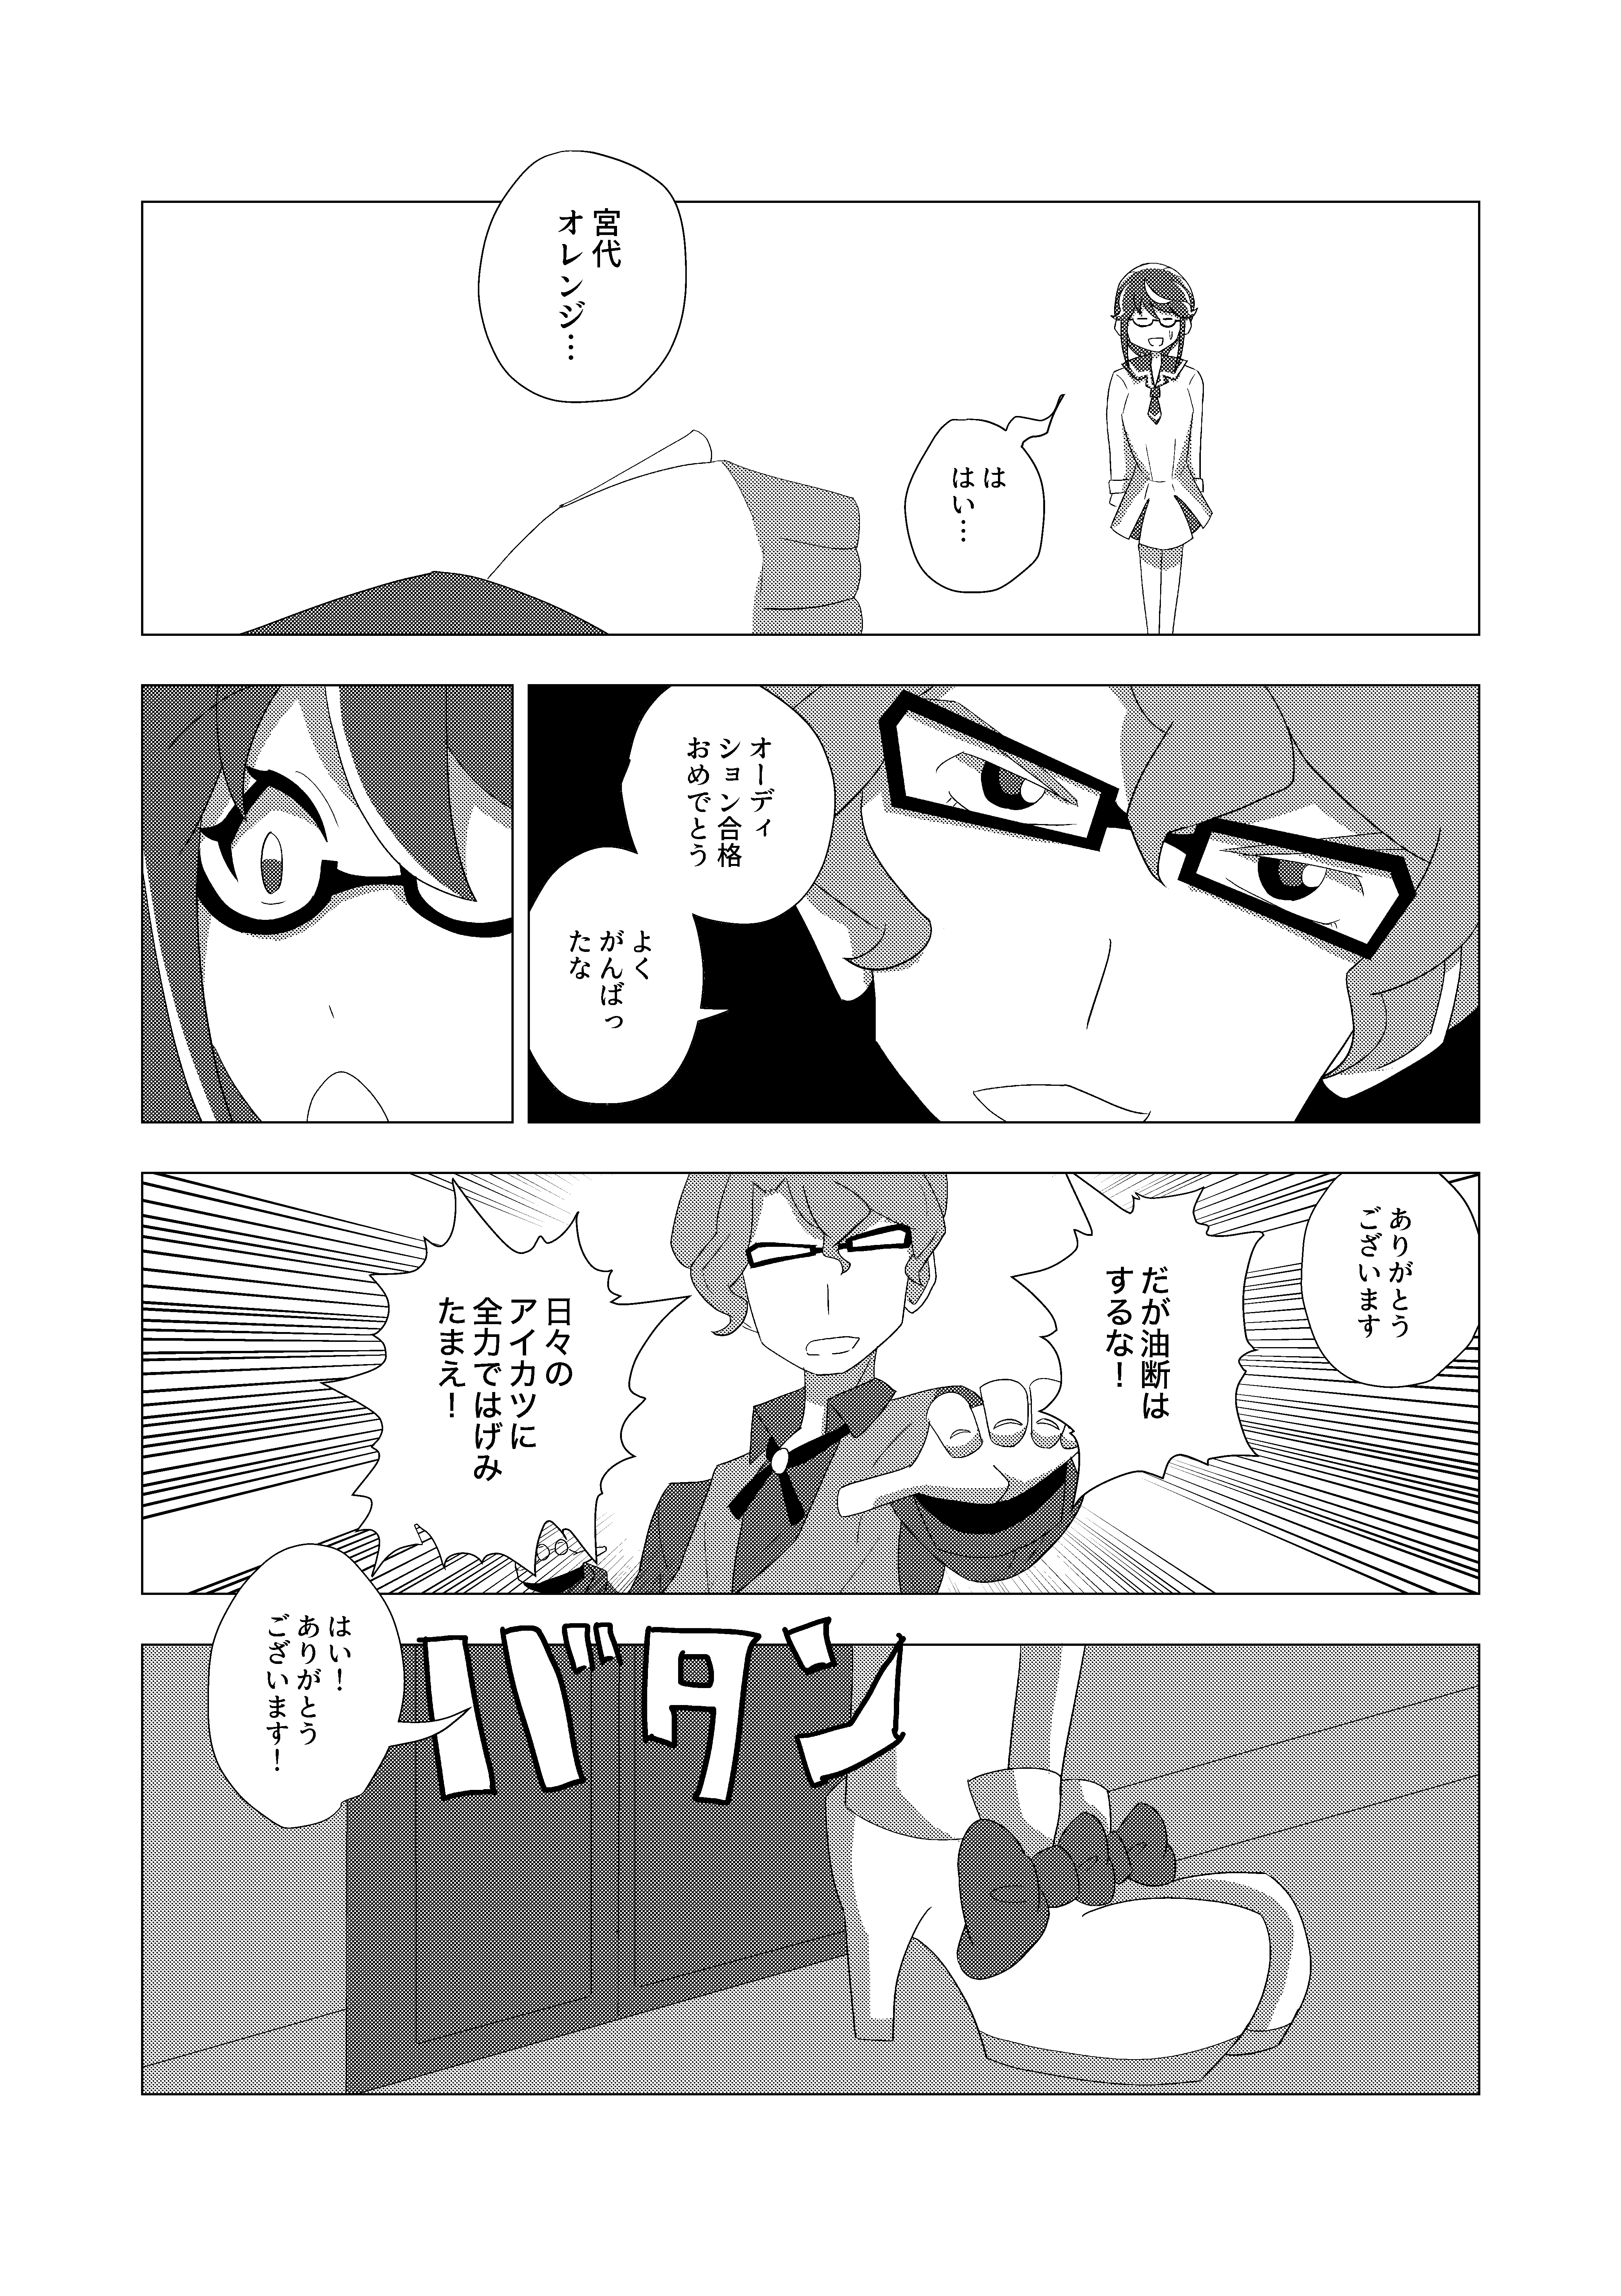 宮代
オレンジ…
は
はい…
オーディ
ション合格
おめでとう
よく
がんばっ
たな
ありがとう
ございます
だが油断は
するな！
日々の
アイカツに
全力ではげみ
たまえ！
はい！
ありがとう
ございます！
バタン